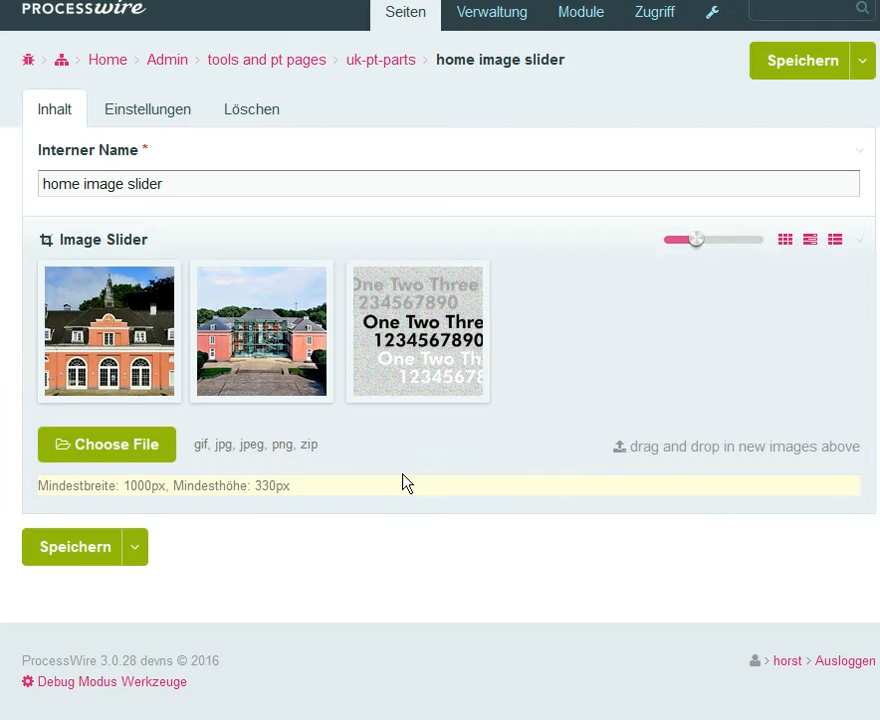 PROCESSWIRE
Seiten Verwaltung Module Zugriff
Home Admin tools and pt pages uk-pt-parts home image slider
Speichern
Inhalt Einstellungen Löschen
Interner Name *
home image slider
Image Slider
One Two Three
234567890
One Two Thre
1234567890
One Two Th
12345678
Choose File gif, jpg, jpeg, png, zip drag and drop in new images above
Mindestbreite: 1000px, Mindesthöhe: 330px
Speichern
ProcessWire 3.0.28 devns © 2016
horst > Ausloggen
Debug Modus Werkzeuge